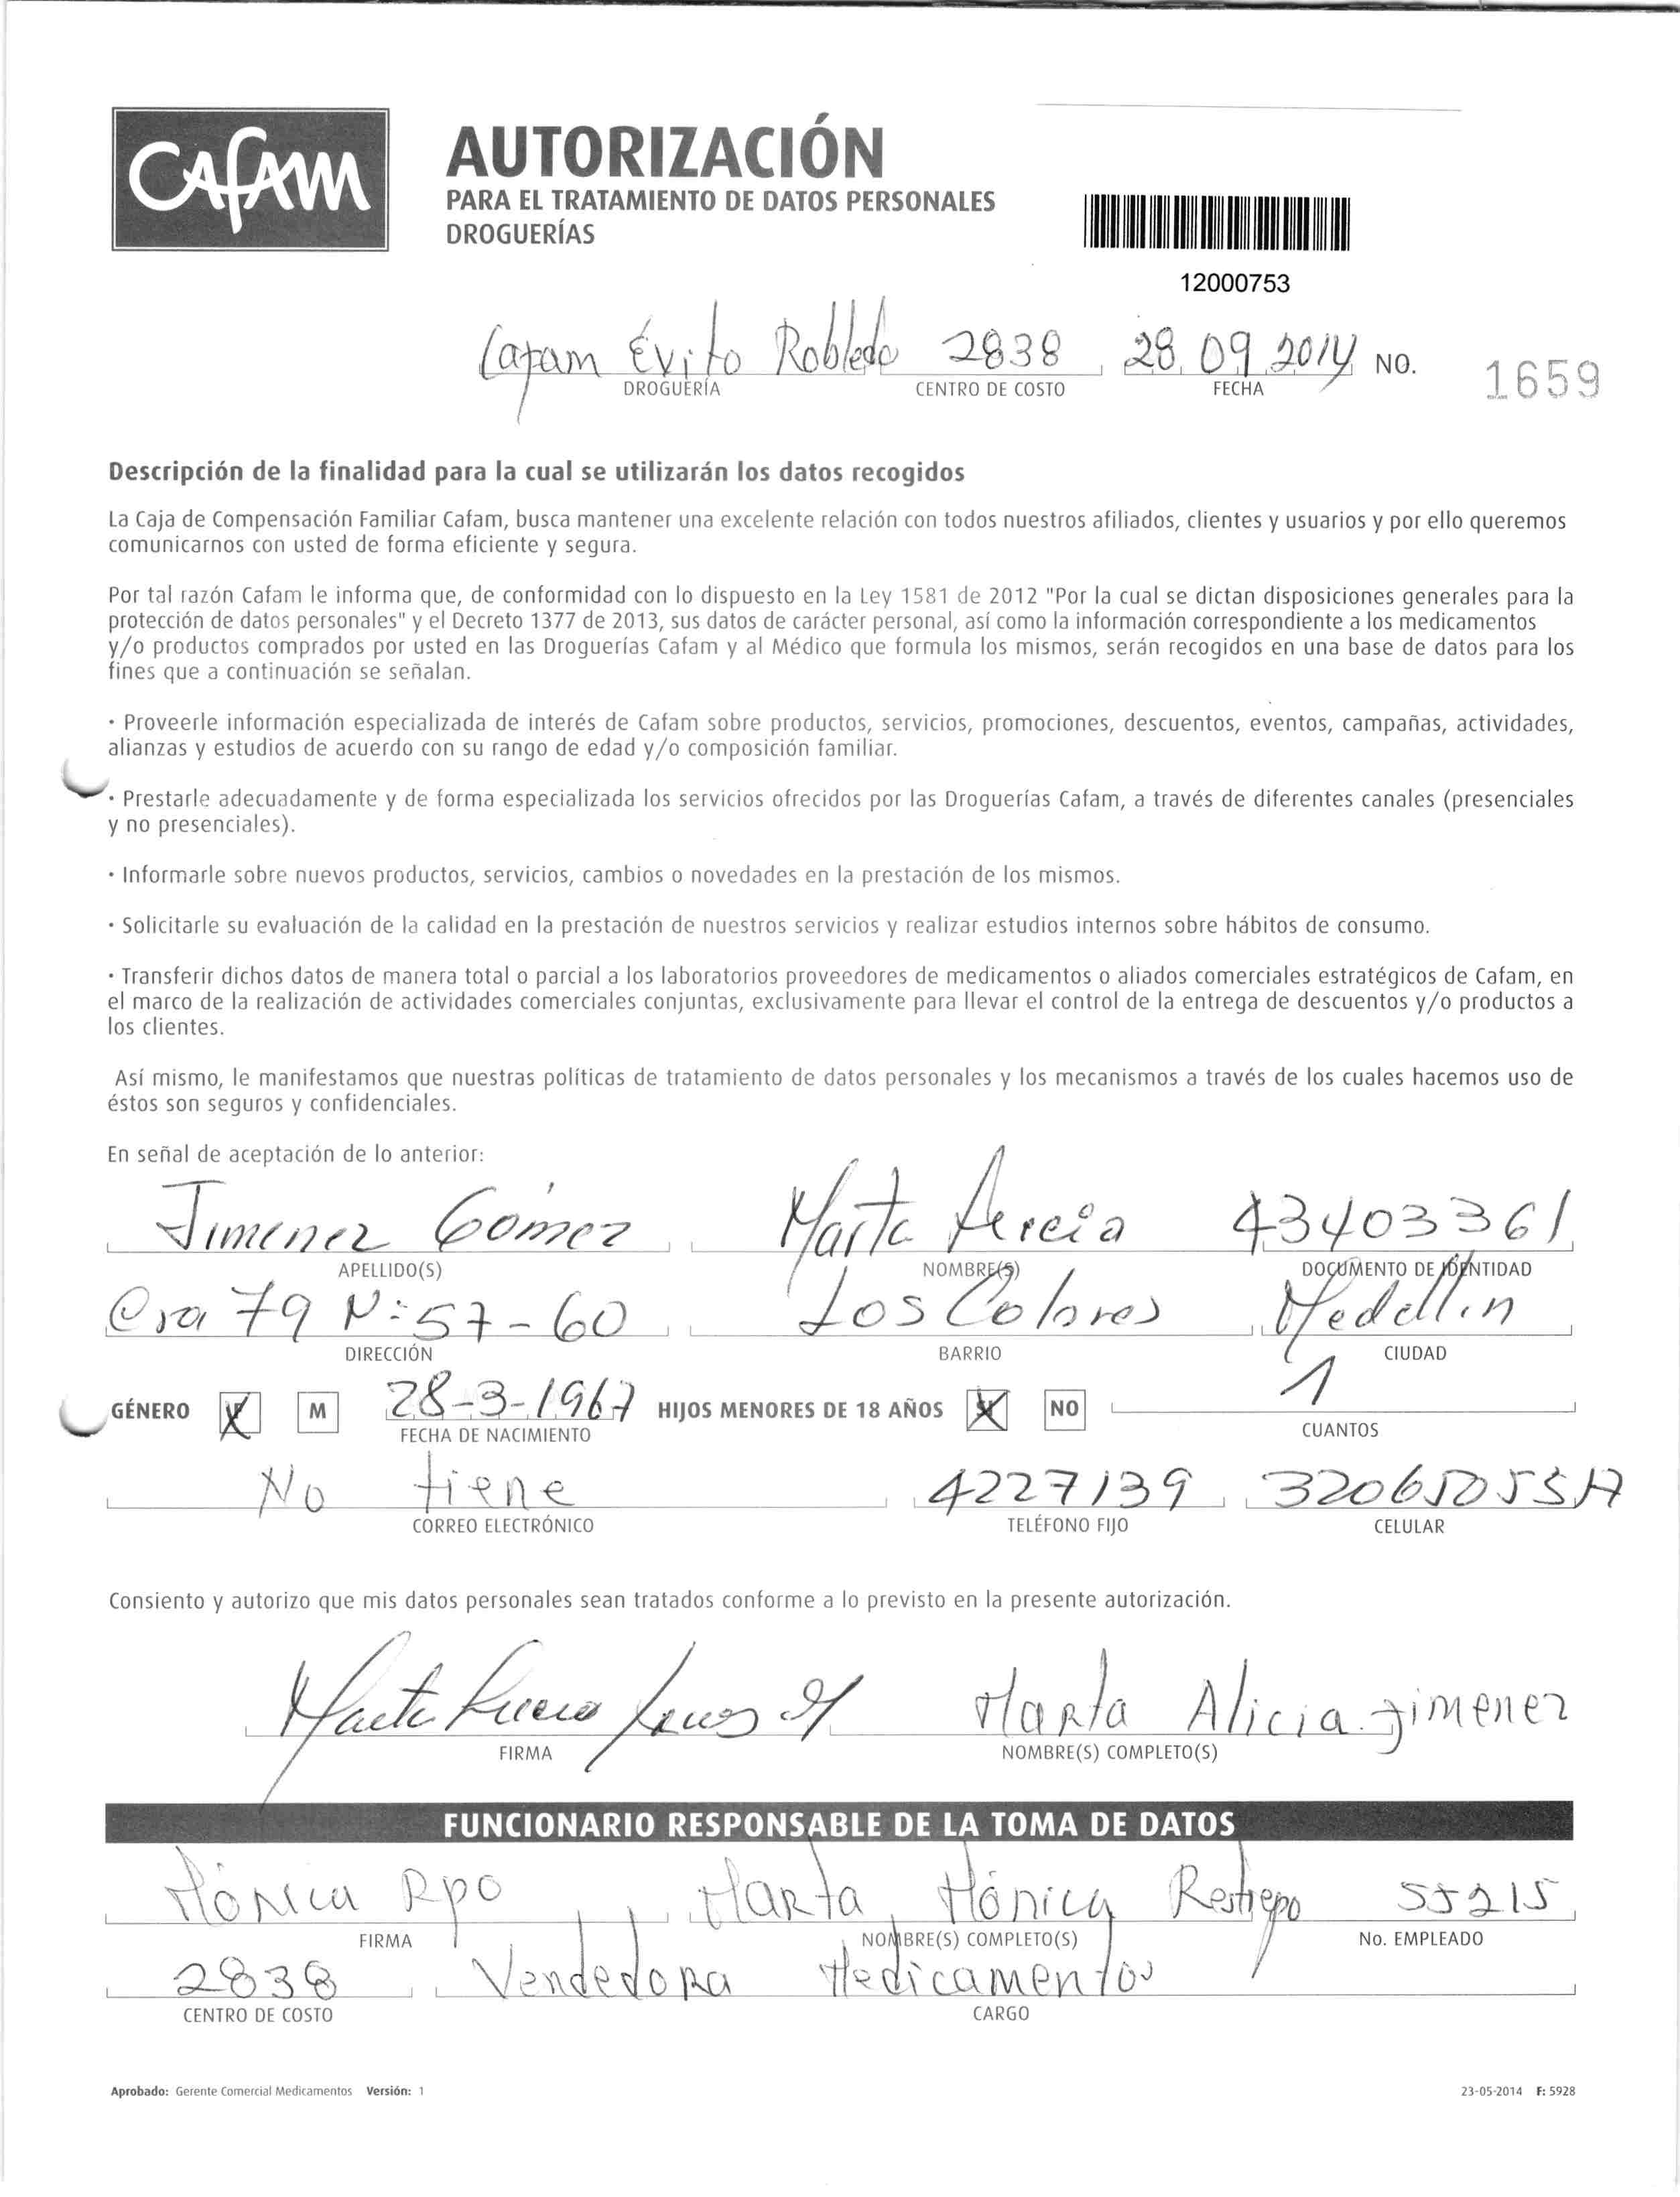 Cafam
AUTORIZACIÓN
PARA EL TRATAMIENTO DE DATOS PERSONALES
DROGUERÍAS
12000753
Cafam Éxito Robledo 2838 28 09 2014 NO. 1659
DROGUERÍA CENTRO DE COSTO FECHA
Descripción de la finalidad para la cual se utilizarán los datos recogidos
La Caja de Compensación Familiar Cafam, busca mantener una excelente relación con todos nuestros afiliados, clientes y usuarios y por ello queremos
comunicarnos con usted de forma eficiente y segura.
Por tal razón Cafam le informa que, de conformidad con lo dispuesto en la Ley 1581 de 2012 "Por la cual se dictan disposiciones generales para la
protección de datos personales" y el Decreto 1377 de 2013, sus datos de carácter personal, así como la información correspondiente a los medicamentos
y/o productos comprados por usted en las Droguerías Cafam y al Médico que formula los mismos, serán recogidos en una base de datos para los
fines que a continuación se señalan.
· Proveerle información especializada de interés de Cafam sobre productos, servicios, promociones, descuentos, eventos, campañas, actividades,
alianzas y estudios de acuerdo con su rango de edad y/o composición familiar.
· Prestarle adecuadamente y de forma especializada los servicios ofrecidos por las Droguerías Cafam, a través de diferentes canales (presenciales
y no presenciales).
· Informarle sobre nuevos productos, servicios, cambios o novedades en la prestación de los mismos.
· Solicitarle su evaluación de la calidad en la prestación de nuestros servicios y realizar estudios internos sobre hábitos de consumo.
· Transferir dichos datos de manera total o parcial a los laboratorios proveedores de medicamentos o aliados comerciales estratégicos de Cafam, en
el marco de la realización de actividades comerciales conjuntas, exclusivamente para llevar el control de la entrega de descuentos y/o productos a
los clientes.
Así mismo, le manifestamos que nuestras políticas de tratamiento de datos personales y los mecanismos a través de los cuales hacemos uso de
éstos son seguros y confidenciales.
En señal de aceptación de lo anterior:
Jimenez Gómez Marta 43403361
APELLIDO(S) NOMBRE(S) DOCUMENTO DE IDENTIDAD
Cra 79 N:57-60 Los Colores Medellin
DIRECCIÓN BARRIO CIUDAD
GÉNERO M 28-3-1967 HIJOS MENORES DE 18 AÑOS NO 1
FECHA DE NACIMIENTO CUANTOS
No tiene 4227139
CORREO ELECTRÓNICO TELÉFONO FIJO CELULAR
Consiento y autorizo que mis datos personales sean tratados conforme a lo previsto en la presente autorización.
Marta Alicia Jimenez
FIRMA NOMBRE(S) COMPLETO(S)
FUNCIONARIO RESPONSABLE DE LA TOMA DE DATOS
Mónica Rpo Marta Mónica Restrepo 55215
FIRMA NOMBRE(S) COMPLETO(S) No. EMPLEADO
2838 Vendedora Medicamentos
CENTRO DE COSTO CARGO
Aprobado: Gerente Comercial Medicamentos Versión: 1 23-05-2014 F: 5928